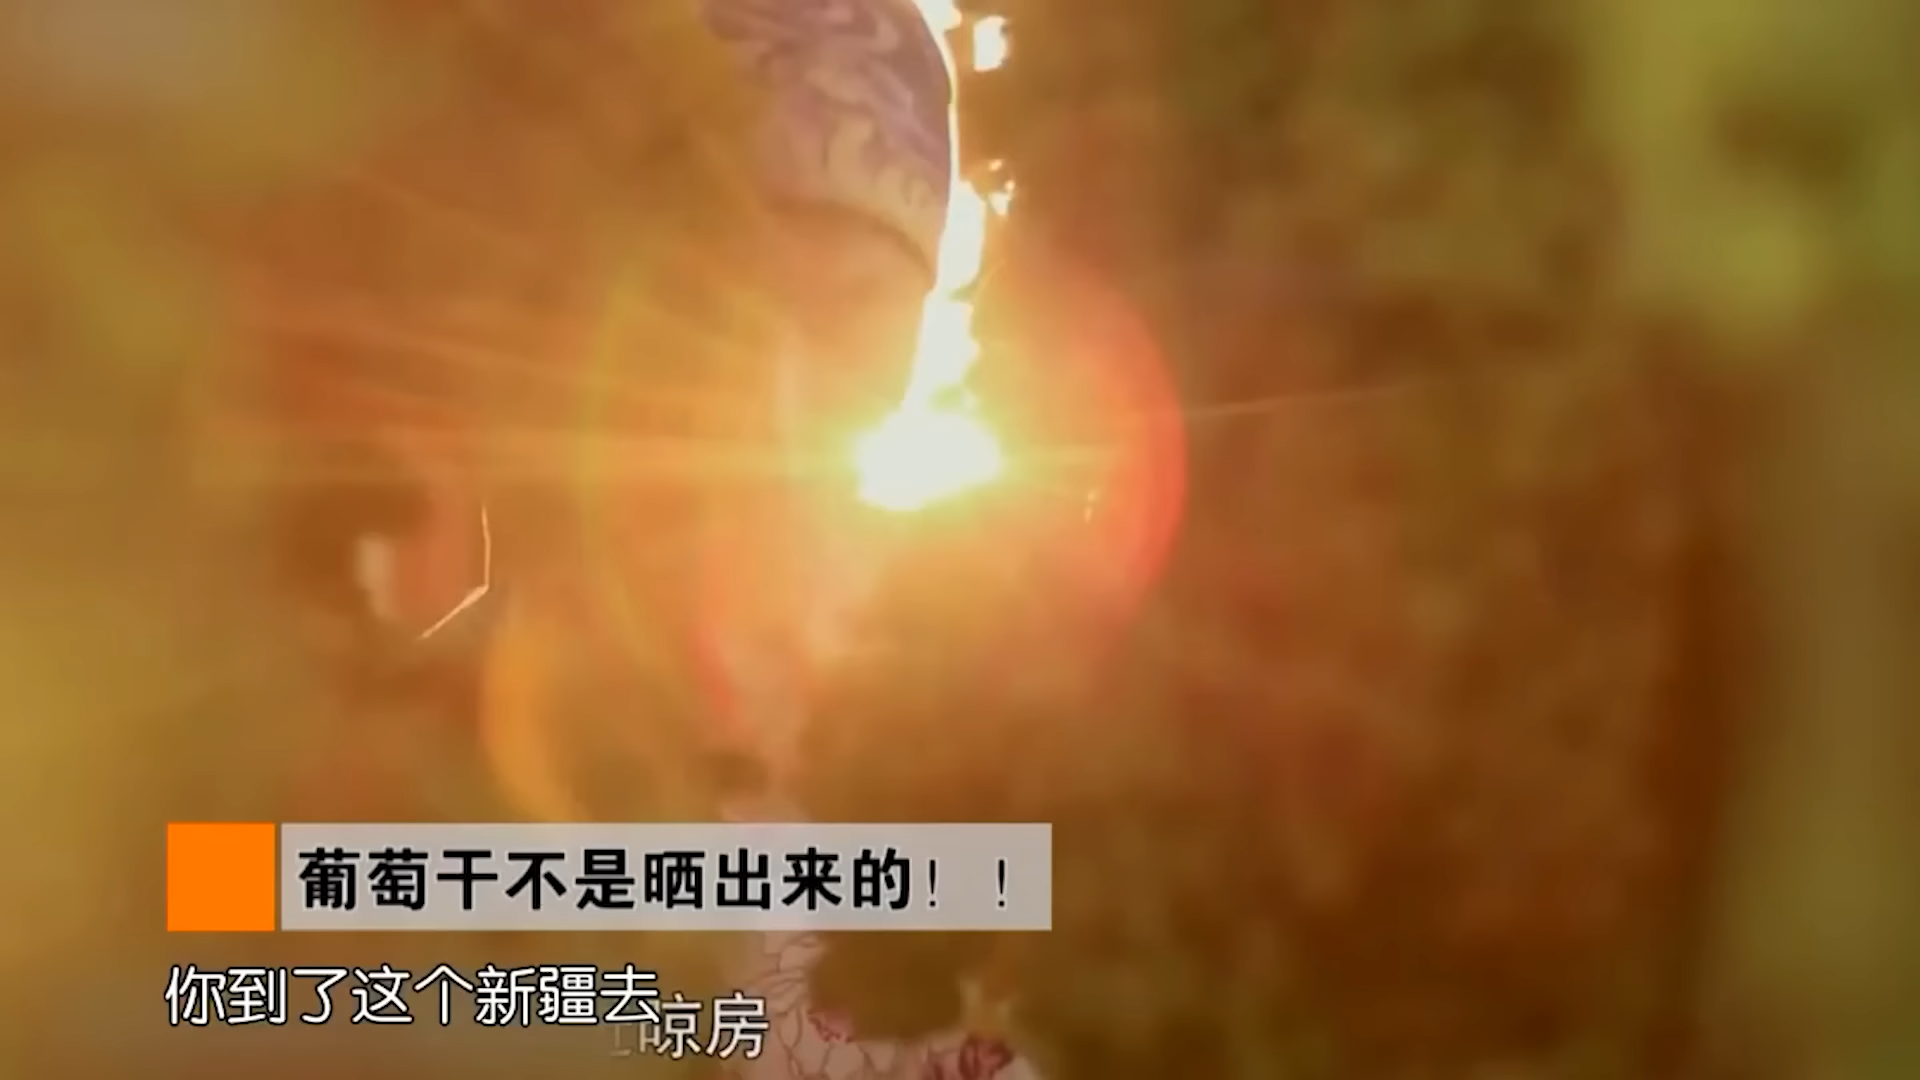 葡萄干不是晒出来的！！
你到了这个新疆去
晾房